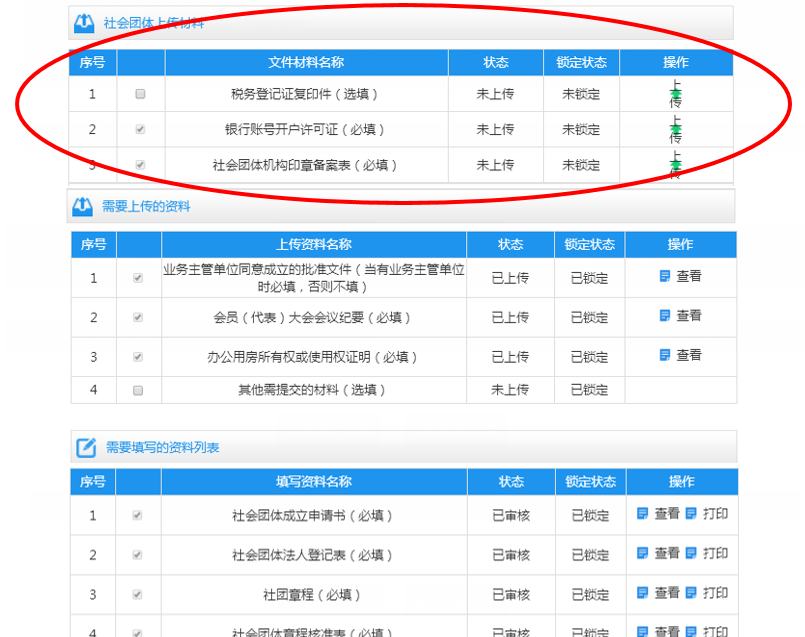 社会团体上传材料
序号 文件材料名称 状态 锁定状态 操作
1 税务登记证复印件（选填） 未上传 未锁定 上传
2 银行账号开户许可证（必填） 未上传 未锁定 上传
3 社会团体机构印章备案表（必填） 未上传 未锁定 上传
需要上传的资料
序号 上传资料名称 状态 锁定状态 操作
1 业务主管单位同意成立的批准文件（当有业务主管单位
时必填，否则不填） 已上传 已锁定 查看
2 会员（代表）大会会议纪要（必填） 已上传 已锁定 查看
3 办公用房所有权或使用权证明（必填） 已上传 已锁定 查看
4 其他需提交的材料（选填） 未上传 已锁定
需要填写的资料列表
序号 填写资料名称 状态 锁定状态 操作
1 社会团体成立申请书（必填） 已审核 已锁定 查看 打印
2 社会团体法人登记表（必填） 已审核 已锁定 查看 打印
3 社团章程（必填） 已审核 已锁定 查看 打印
4 社会团体章程核准表（必填） 已审核 已锁定 查看 打印